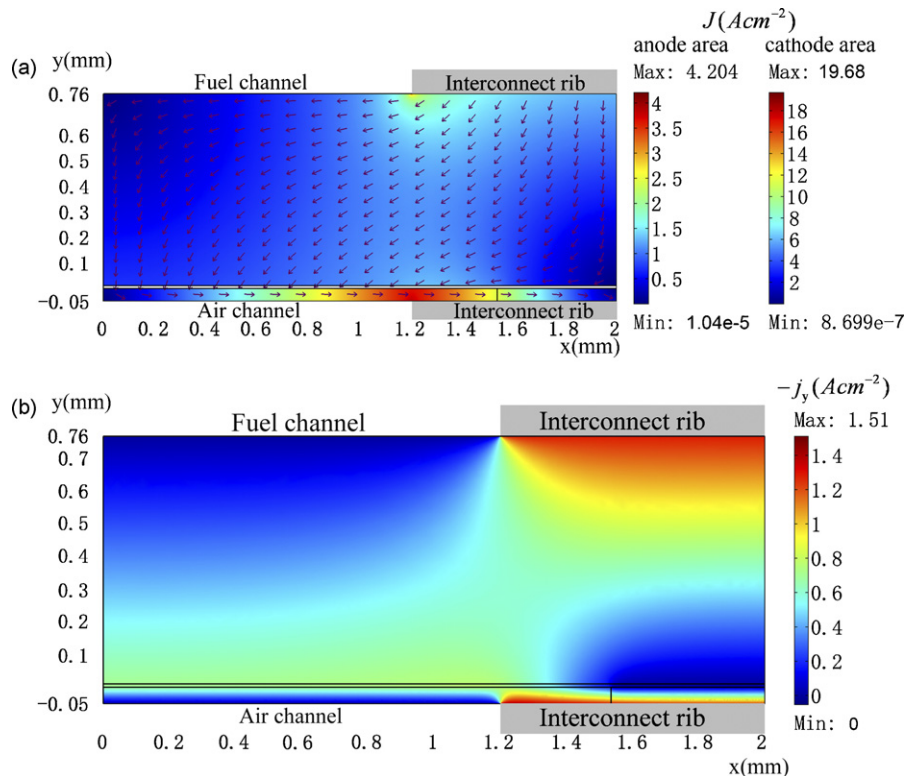 J(Acm⁻²)
anode area cathode area
(a) y(mm) Max: 4.204 Max: 19.68
Fuel channel Interconnect rib
0.76
0.6
0.5
0.4
0.3
0.2
0.1
-0.05
4
3.5
3
2.5
2
1.5
1
0.5
18
16
14
12
10
8
6
4
2
Air channel Interconnect rib
Min: 1.04e-5 Min: 8.699e-7
0 0.2 0.4 0.6 0.8 1 1.2 1.4 1.6 1.8 2
x(mm)
(b) y(mm) -jy(Acm⁻²)
Max: 1.51
Fuel channel Interconnect rib
0.76
0.7
0.6
0.5
0.4
0.3
0.2
0.1
-0.05
1.4
1.2
1
0.8
0.6
0.4
0.2
0
Min: 0
Air channel Interconnect rib
0 0.2 0.4 0.6 0.8 1 1.2 1.4 1.6 1.8 2
x(mm)